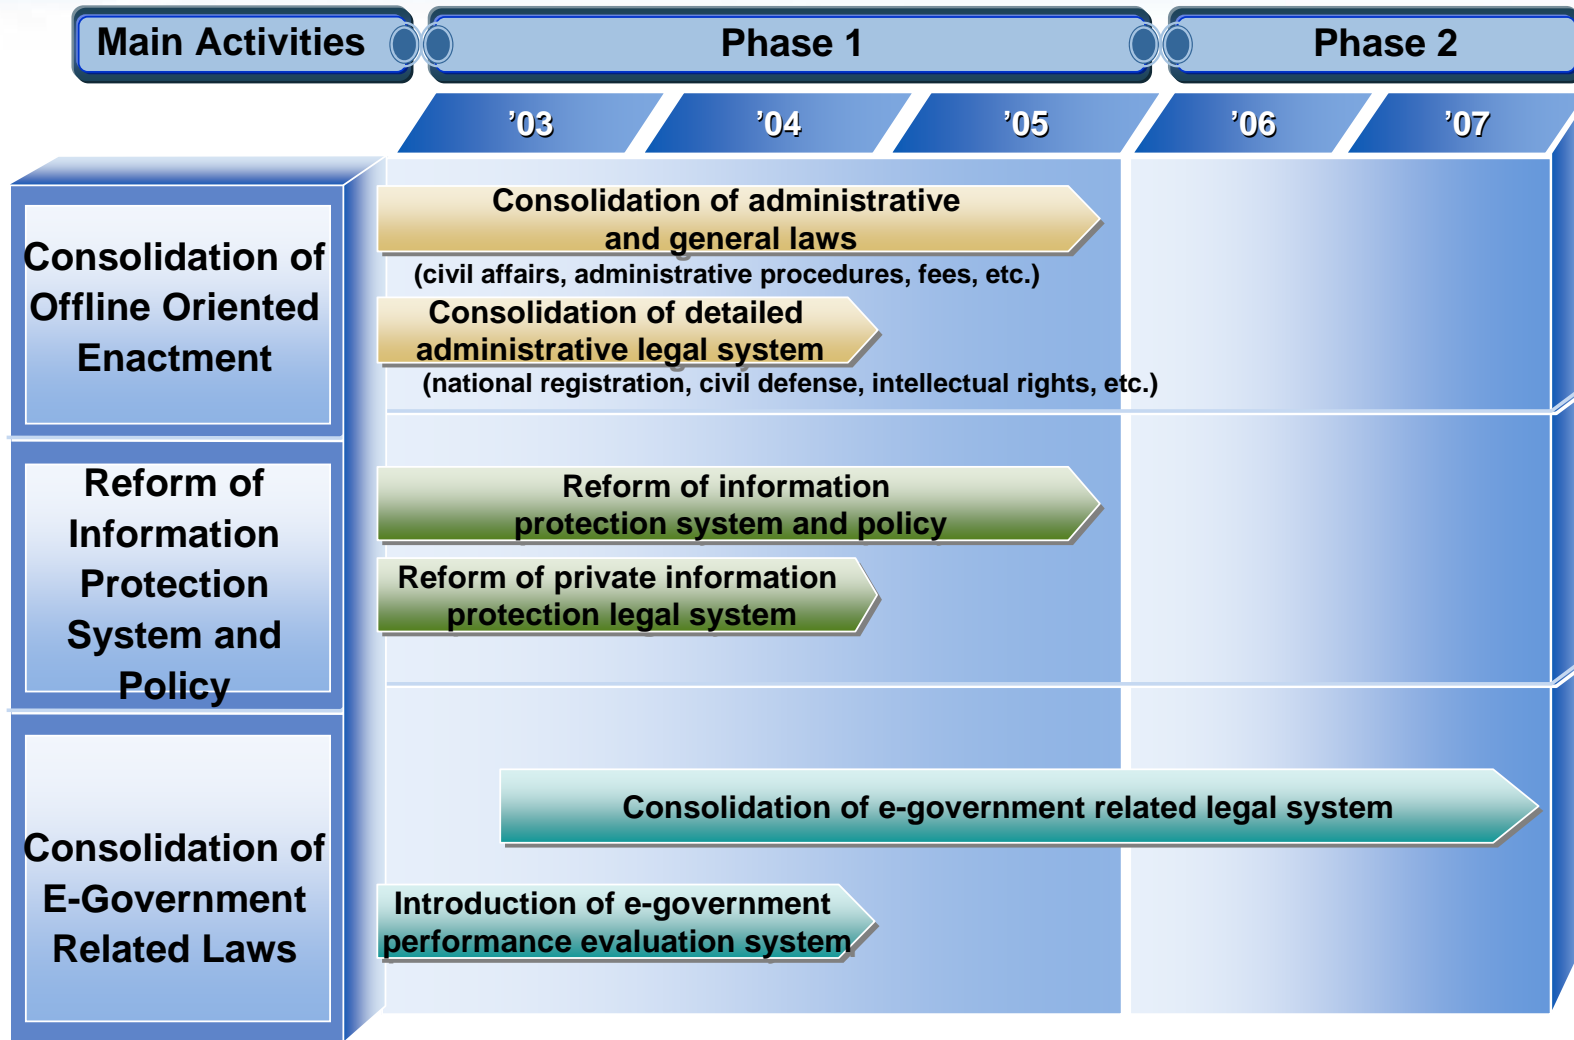 Main Activities
Phase 1
Phase 2
’03
’04
’05
’06
’07
Consolidation of
Offline Oriented
Enactment
Consolidation of administrative
and general laws
(civil affairs, administrative procedures, fees, etc.)
Consolidation of detailed
administrative legal system
(national registration, civil defense, intellectual rights, etc.)
Reform of
Information
Protection
System and
Policy
Reform of information
protection system and policy
Reform of private information
protection legal system
Consolidation of
E-Government
Related Laws
Consolidation of e-government related legal system
Introduction of e-government
performance evaluation system